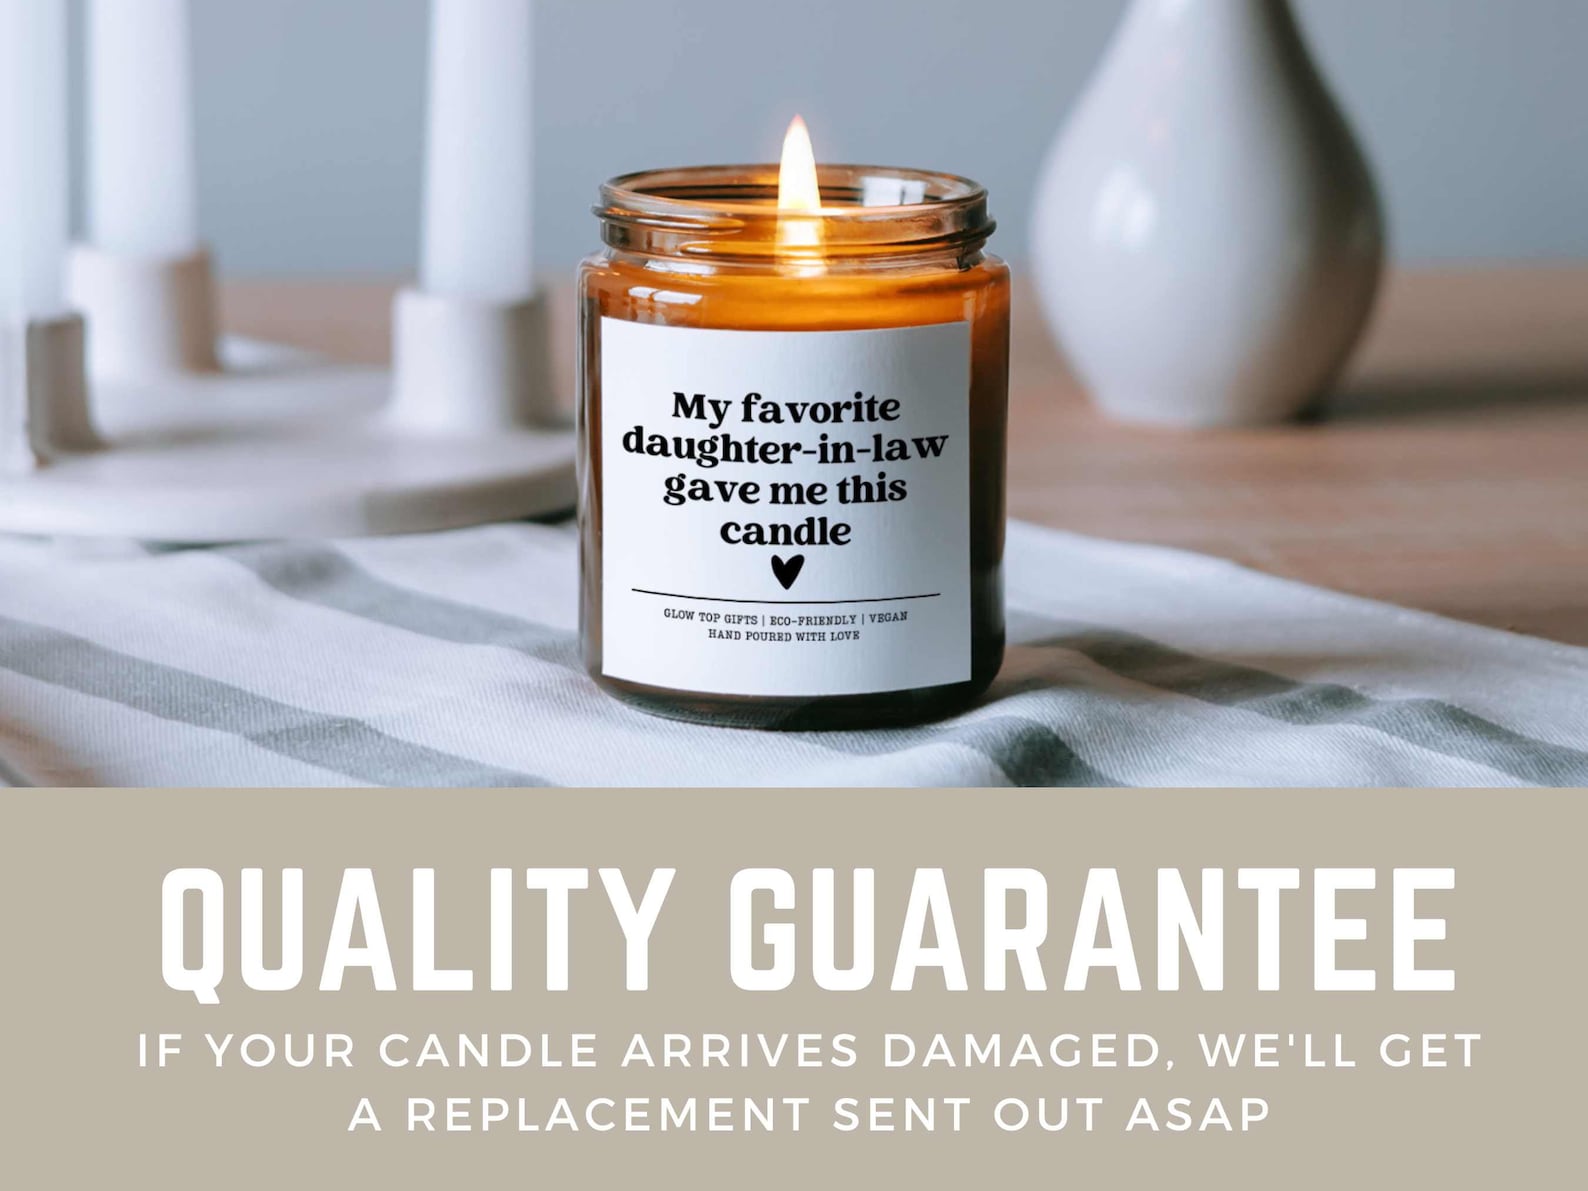 My favorite
daughter-in-law
gave me this
candle
GLOW TOP GIFTS | ECO-FRIENDLY | VEGAN
HAND POURED WITH LOVE
QUALITY GUARANTEE
IF YOUR CANDLE ARRIVES DAMAGED, WE'LL GET
A REPLACEMENT SENT OUT ASAP